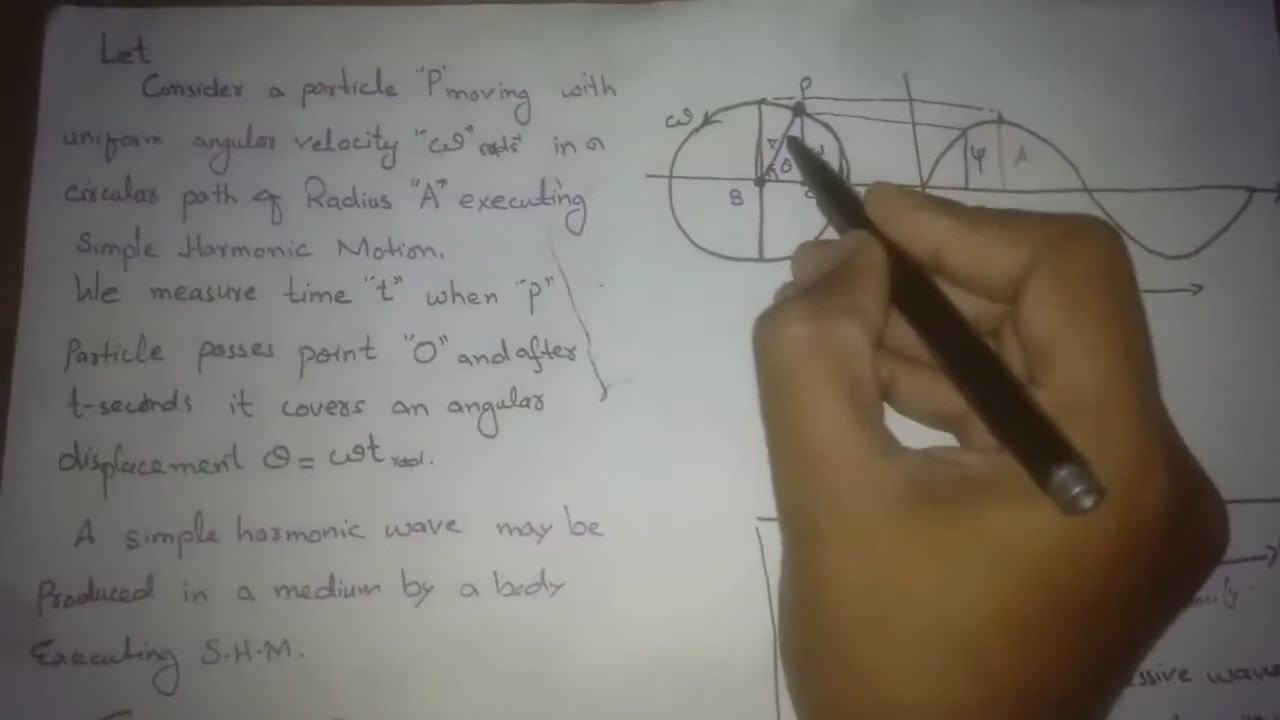 Let
Consider a particle "P" moving with
uniform angular velocity "ω" rad/s in a
circular path of Radius "A" executing
Simple Harmonic Motion.
We measure time "t" when "P"
Particle passes point "O" and after
t-seconds it covers an angular
displacement θ = ωt rad.
A simple harmonic wave may be
Produced in a medium by a body
Executing S.H.M.
P
ω
θ
B
ψ
A
ssive wave